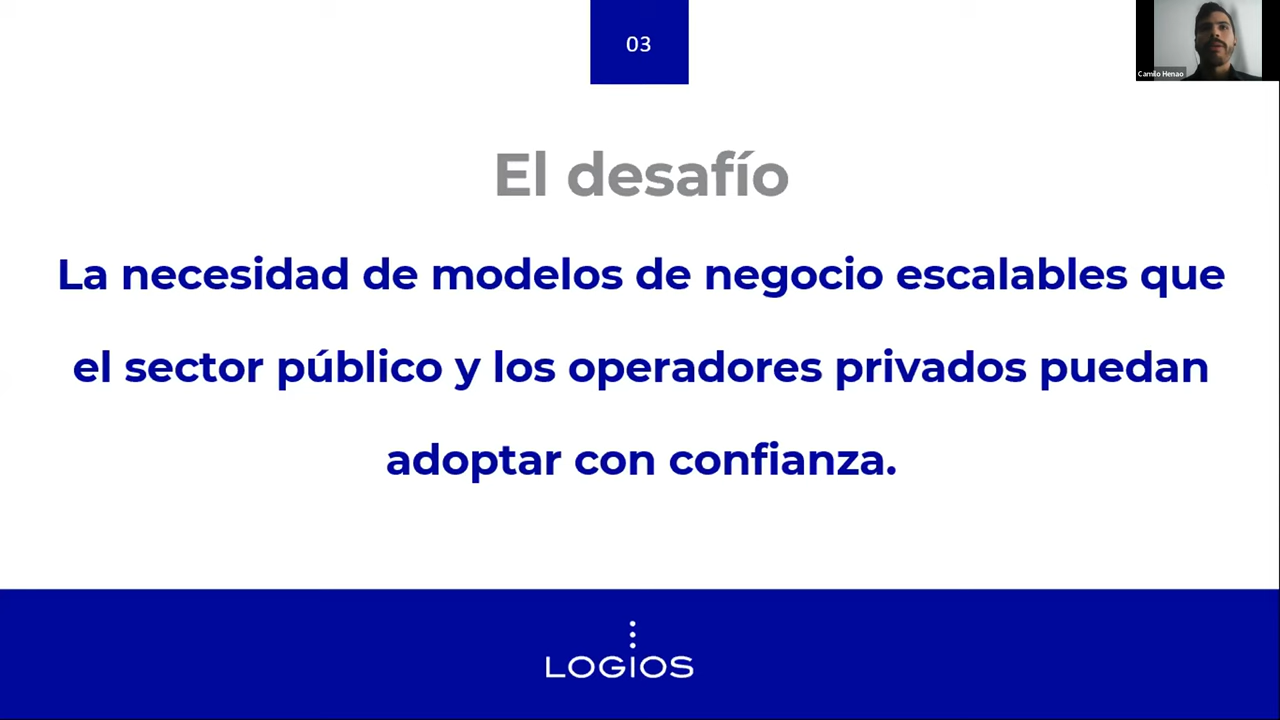 03
Camilo Henao
El desafío
La necesidad de modelos de negocio escalables que
el sector público y los operadores privados puedan
adoptar con confianza.
LOGIOS